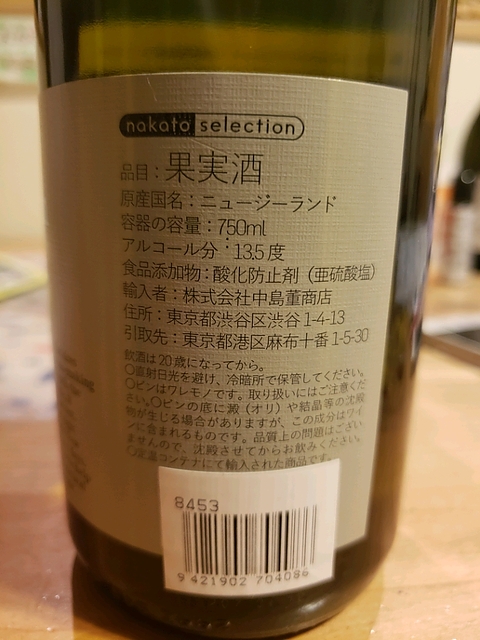 nakato selection
品目：果実酒
原産国名：ニュージーランド
容器の容量：750ml
アルコール分：13.5度
食品添加物：酸化防止剤（亜硫酸塩）
輸入者：株式会社中島董商店
住所：東京都渋谷区渋谷1-4-13
引取先：東京都港区麻布十番1-5-30
飲酒は20歳になってから。
○直射日光を避け、冷暗所で保管してください。
○ビンはワレモノです。取り扱いにはご注意くだ
さい。○ビンの底に澱（オリ）や結晶等の沈殿
物が生じる場合がありますが、この成分はワイ
ンに含まれるものです。品質上の問題はござい
ませんので、沈殿させてからお飲みください。
○定温コンテナにて輸入された商品です。
8453
9 421902 704086